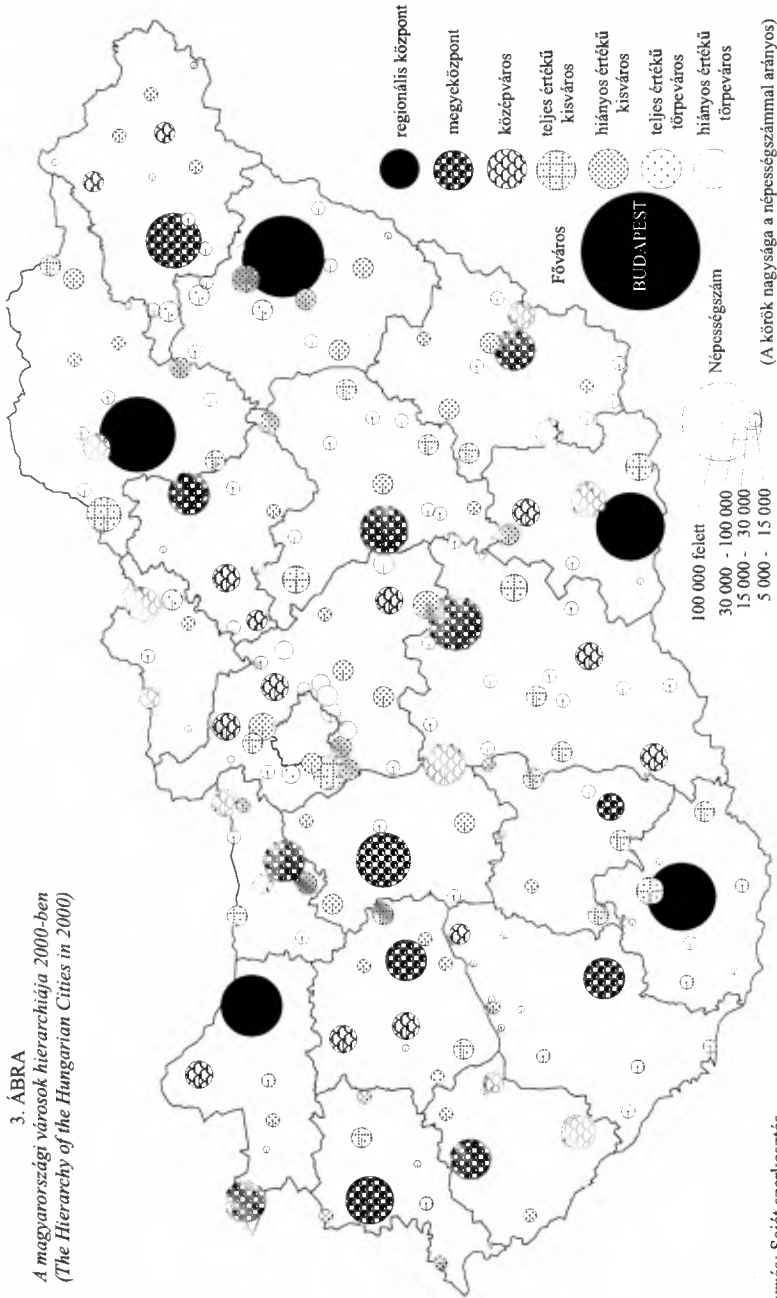 3. ÁBRA
A magyarországi városok hierarchiája 2000-ben
(The Hierarchy of the Hungarian Cities in 2000)
regionális központ
megyeközpont
középváros
teljes értékű
kisváros
hiányos értékű
kisváros
teljes értékű
törpeváros
hiányos értékű
törpeváros
Főváros
BUDAPEST
Népességszám
100 000 felett
30 000 - 100 000
15 000 - 30 000
5 000 - 15 000
(A körök nagysága a népességszámmal arányos)